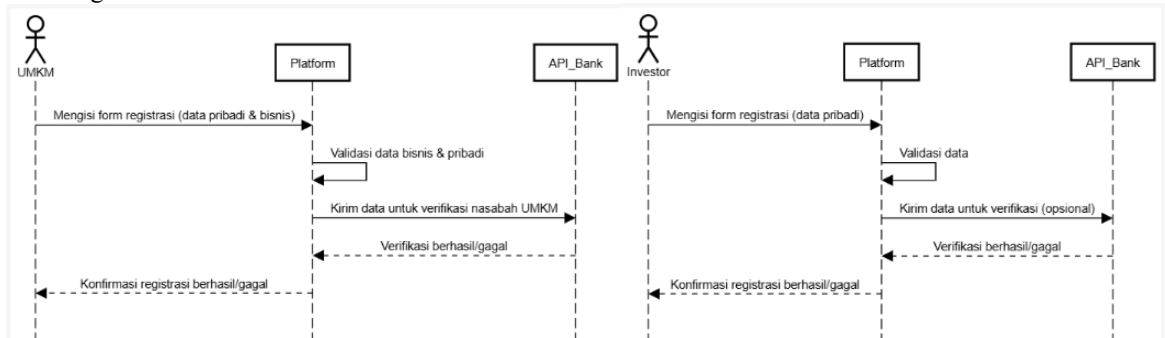 UMKM
Platform
API_Bank
Mengisi form registrasi (data pribadi & bisnis)
Validasi data bisnis & pribadi
Kirim data untuk verifikasi nasabah UMKM
Verifikasi berhasil/gagal
Konfirmasi registrasi berhasil/gagal
Investor
Platform
API_Bank
Mengisi form registrasi (data pribadi)
Validasi data
Kirim data untuk verifikasi (opsional)
Verifikasi berhasil/gagal
Konfirmasi registrasi berhasil/gagal